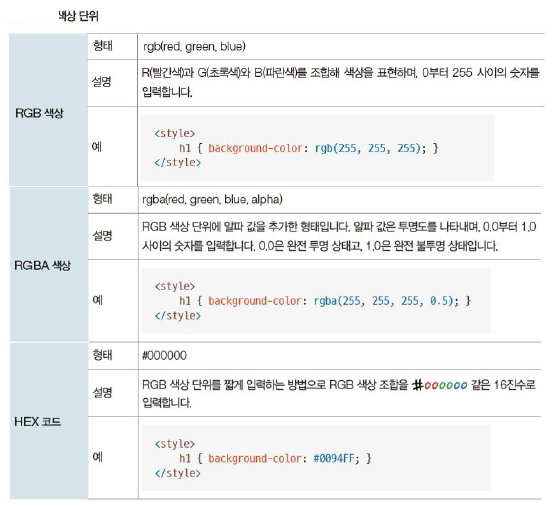 색상 단위
RGB 색상
형태
rgb(red, green, blue)
설명
R(빨간색)과 G(초록색)와 B(파란색)를 조합해 색상을 표현하며, 0부터 255 사이의 숫자를
입력합니다.
예
<style>
h1 { background-color: rgb(255, 255, 255); }
</style>
RGBA 색상
형태
rgba(red, green, blue, alpha)
설명
RGB 색상 단위에 알파 값을 추가한 형태입니다. 알파 값은 투명도를 나타내며, 0.0부터 1.0
사이의 숫자를 입력합니다. 0.0은 완전 투명 상태고, 1.0은 완전 불투명 상태입니다.
예
<style>
h1 { background-color: rgba(255, 255, 255, 0.5); }
</style>
HEX 코드
형태
#000000
설명
RGB 색상 단위를 짧게 입력하는 방법으로 RGB 색상 조합을 #oooooo 같은 16진수로
입력합니다.
예
<style>
h1 { background-color: #0094FF; }
</style>